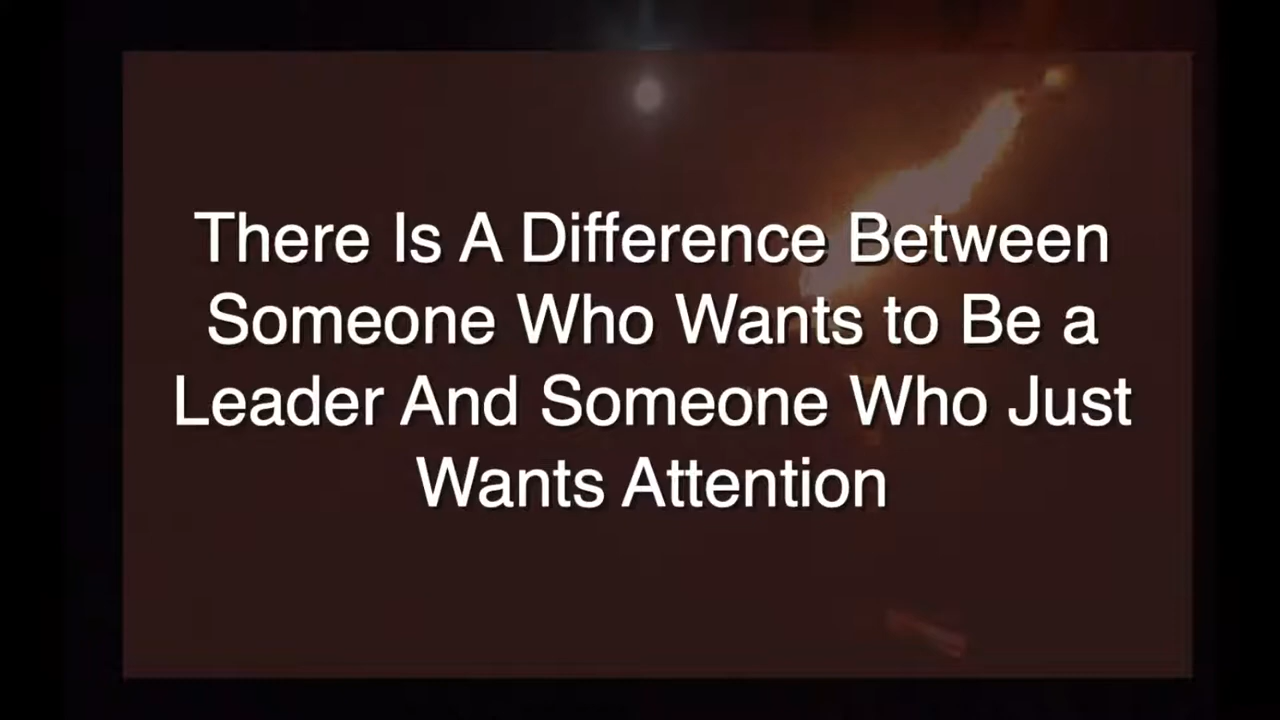 There Is A Difference Between
Someone Who Wants to Be a
Leader And Someone Who Just
Wants Attention